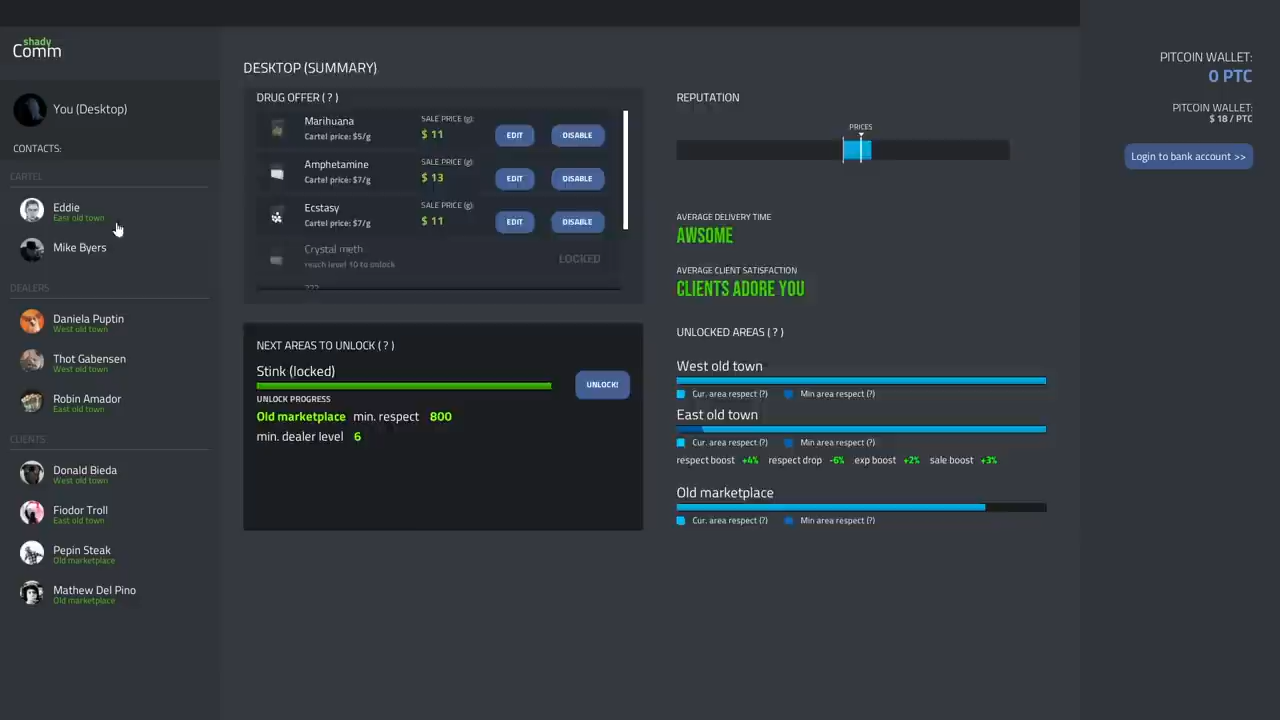 shady
Comm
You (Desktop)
CONTACTS:
CARTEL
Eddie
East old town
Mike Byers
DEALERS
Daniela Puptin
West old town
Thot Gabensen
West old town
Robin Amador
East old town
CLIENTS
Donald Bieda
West old town
Fiodor Troll
East old town
Pepin Steak
Old marketplace
Mathew Del Pino
Old marketplace
DESKTOP (SUMMARY)
DRUG OFFER ( ? )
Marihuana
Cartel price: $5/g
SALE PRICE (g):
$ 11
EDIT
DISABLE
Amphetamine
Cartel price: $7/g
SALE PRICE (g):
$ 13
EDIT
DISABLE
Ecstasy
Cartel price: $7/g
SALE PRICE (g):
$ 11
EDIT
DISABLE
Crystal meth
reach level 10 to unlock
LOCKED
???
NEXT AREAS TO UNLOCK ( ? )
Stink (locked)
UNLOCK!
UNLOCK PROGRESS
Old marketplace min. respect 800
min. dealer level 6
REPUTATION
PRICES
AVERAGE DELIVERY TIME
AWSOME
AVERAGE CLIENT SATISFACTION
CLIENTS ADORE YOU
UNLOCKED AREAS ( ? )
West old town
Cur. area respect (?) Min area respect (?)
East old town
Cur. area respect (?) Min area respect (?)
respect boost +4% respect drop -6% exp boost +2% sale boost +3%
Old marketplace
Cur. area respect (?) Min area respect (?)
PITCOIN WALLET:
0 PTC
PITCOIN WALLET:
$ 18 / PTC
Login to bank account >>